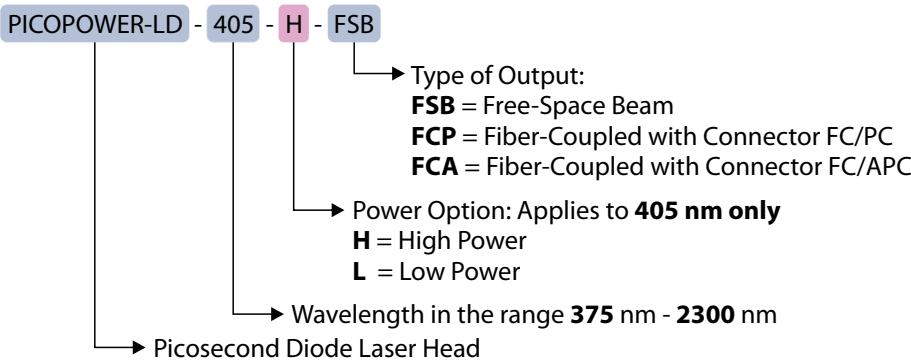 PICOPOWER-LD - 405 - H - FSB
Type of Output:
FSB = Free-Space Beam
FCP = Fiber-Coupled with Connector FC/PC
FCA = Fiber-Coupled with Connector FC/APC
Power Option: Applies to 405 nm only
H = High Power
L = Low Power
Wavelength in the range 375 nm - 2300 nm
Picosecond Diode Laser Head